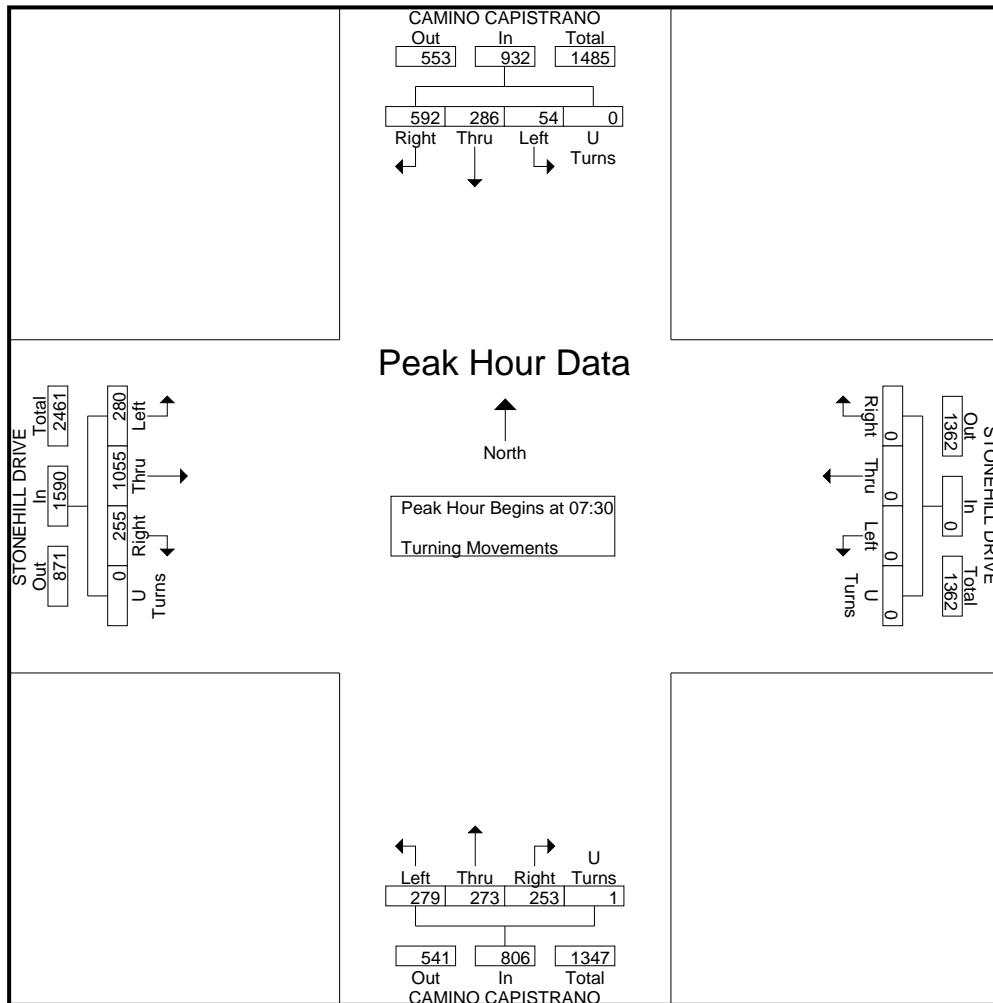 CAMINO CAPISTRANO
Out In Total
553 932 1485
592 286 54 0
Right Thru Left U
Turns
Peak Hour Data
North
Peak Hour Begins at 07:30
Turning Movements
STONEHILL DRIVE
Total In Out
2461 1590 871
280 1055 255 0
Left Thru Right U
Turns
STONEHILL DRIVE
Out In Total
1362 0 1362
0 0 0 0
Right Thru Left U
Turns
U
Left Thru Right Turns
279 273 253 1
541 806 1347
Out In Total
CAMINO CAPISTRANO